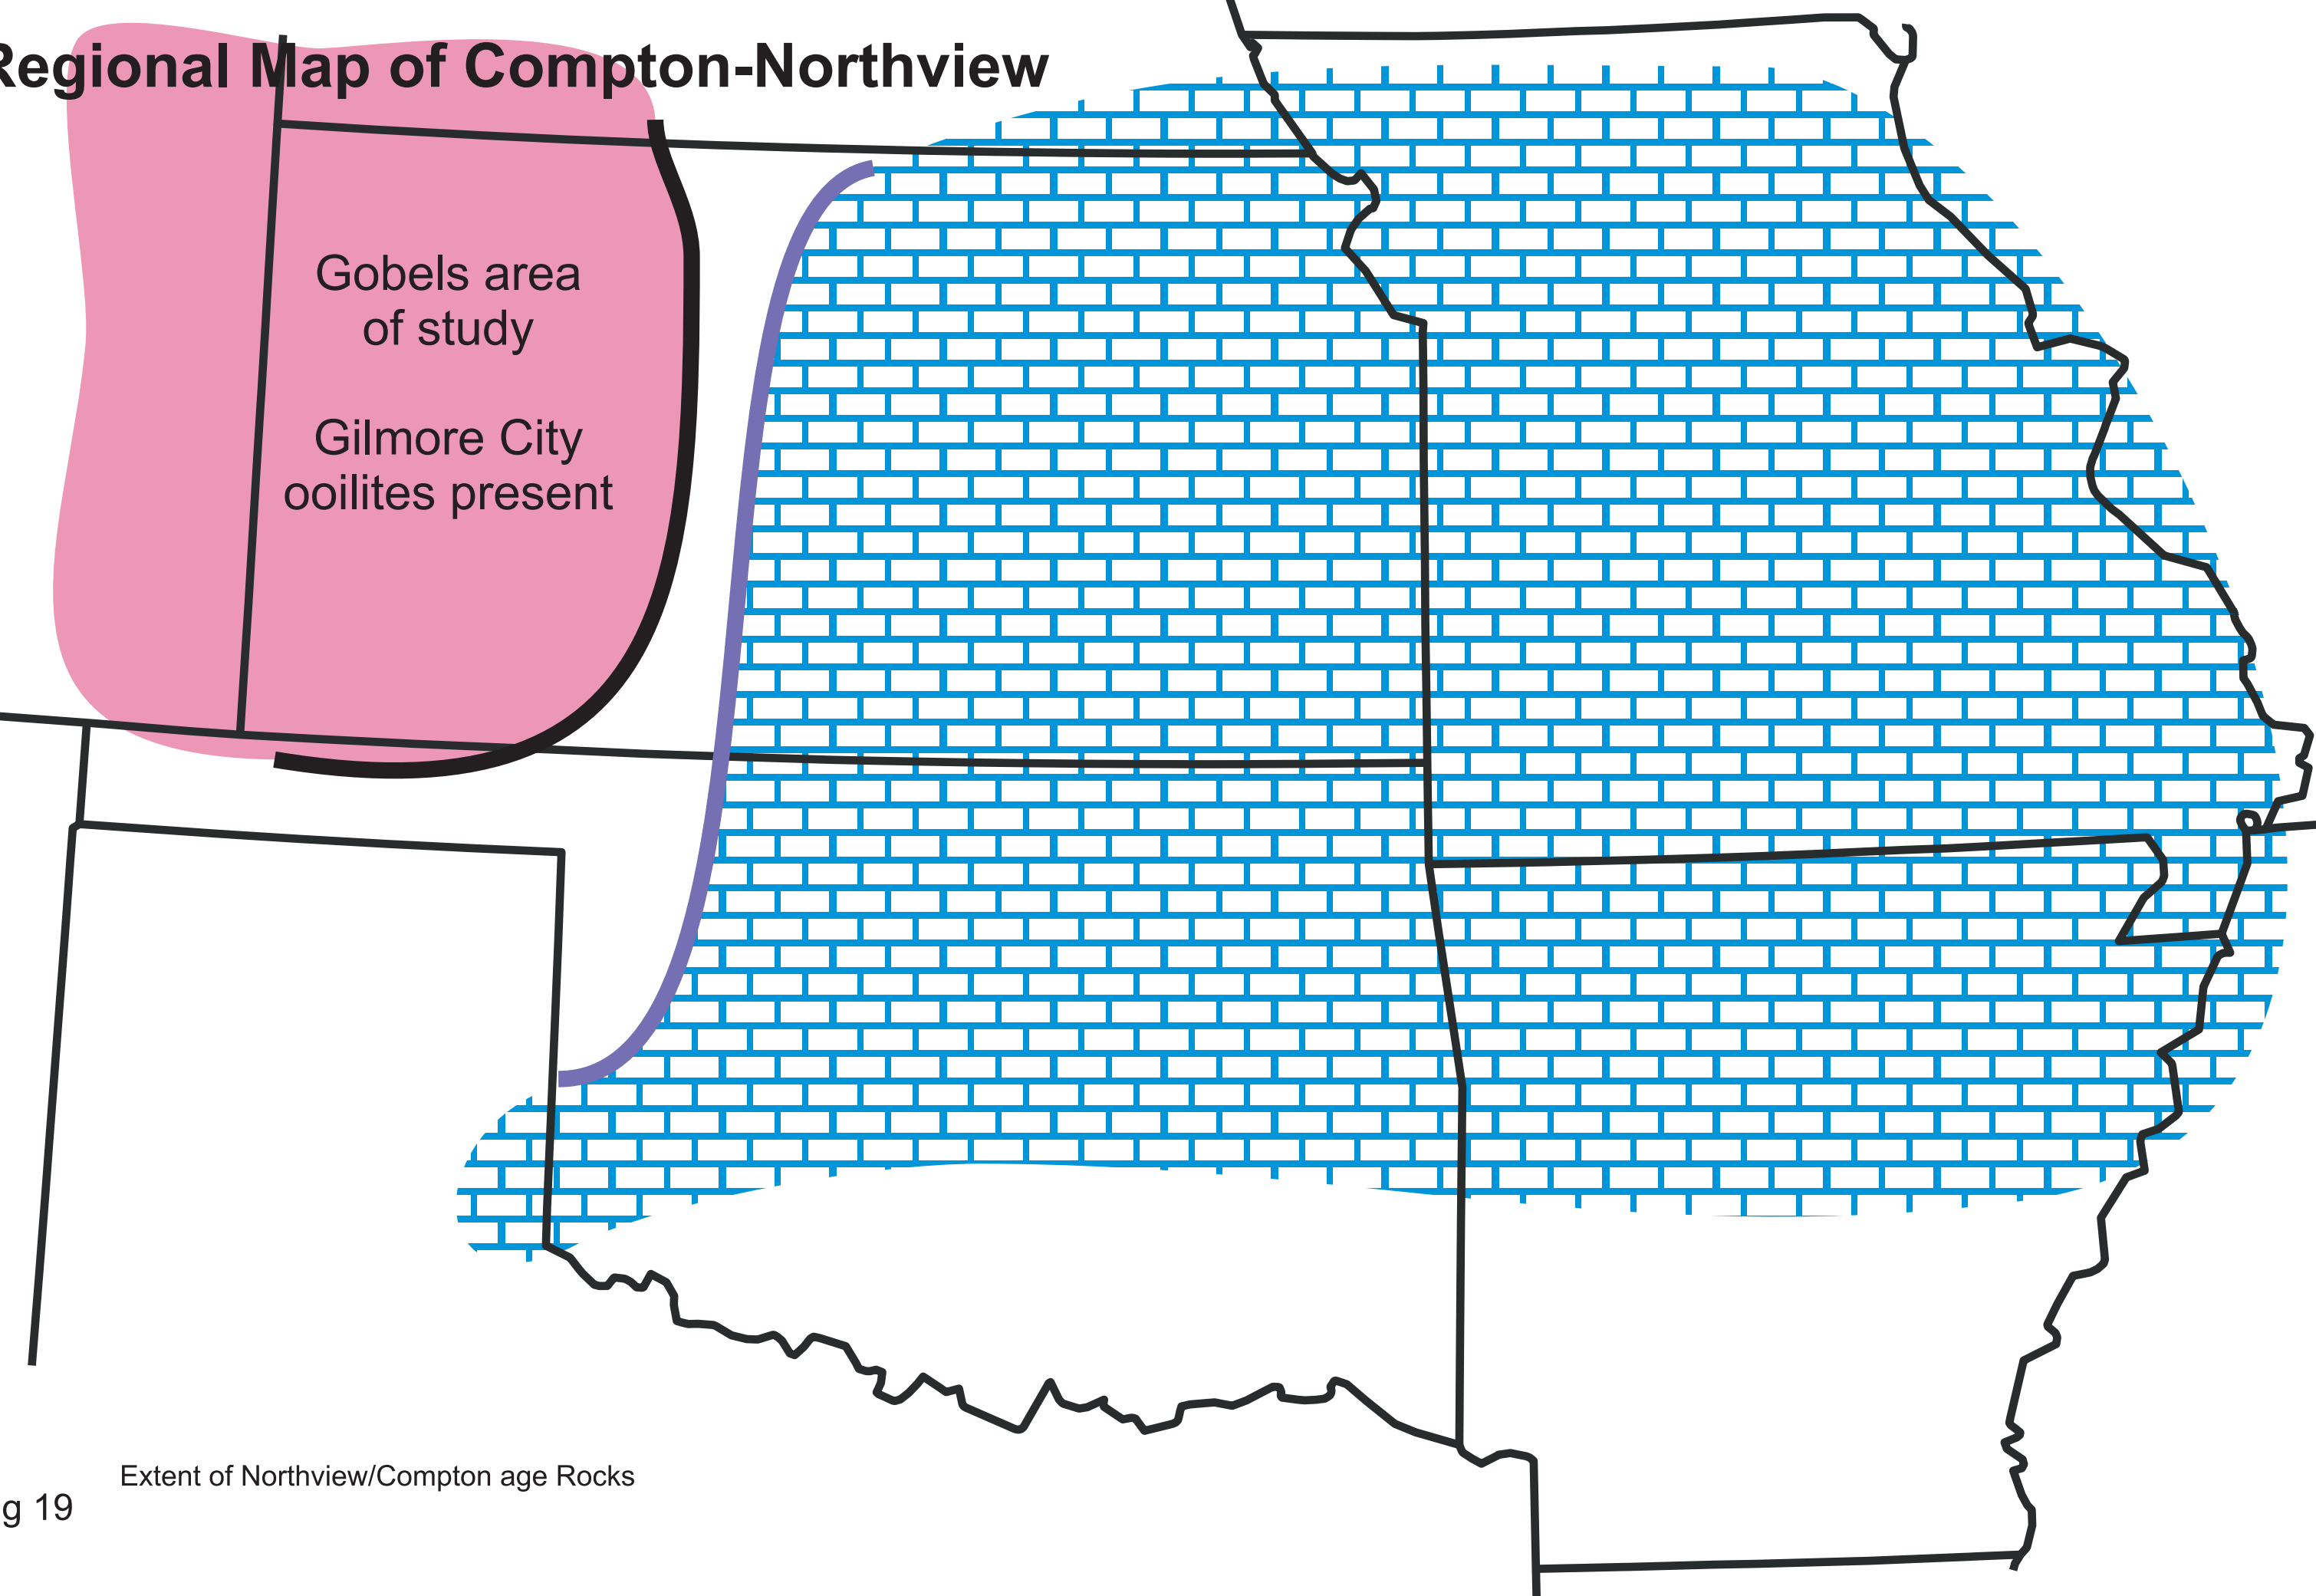 Regional Map of Compton-Northview
Gobels area
of study
Gilmore City
ooilites present
Extent of Northview/Compton age Rocks
g 19